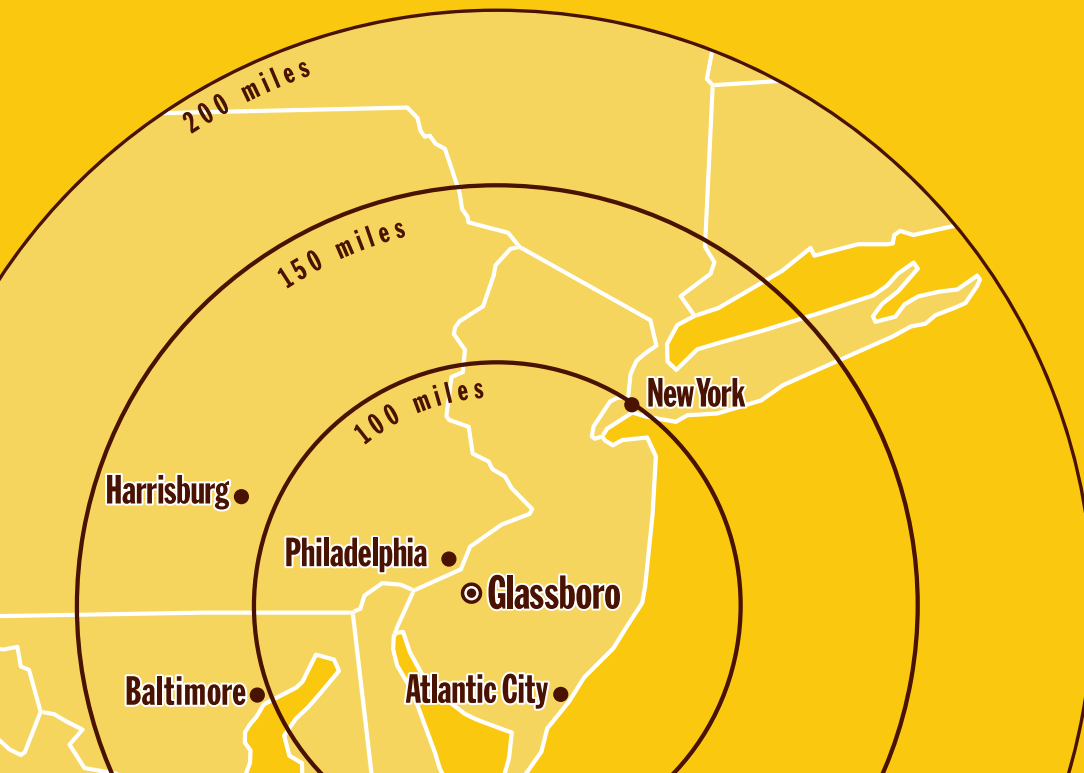 200 miles
150 miles
100 miles
New York
Harrisburg
Philadelphia
Glassboro
Baltimore
Atlantic City